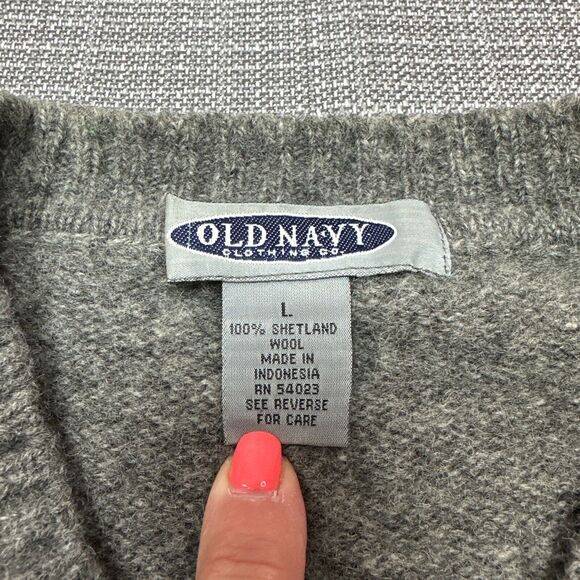 OLD NAVY
CLOTHING CO.
L
100% SHETLAND
WOOL
MADE IN
INDONESIA
RN 54023
SEE REVERSE
FOR CARE